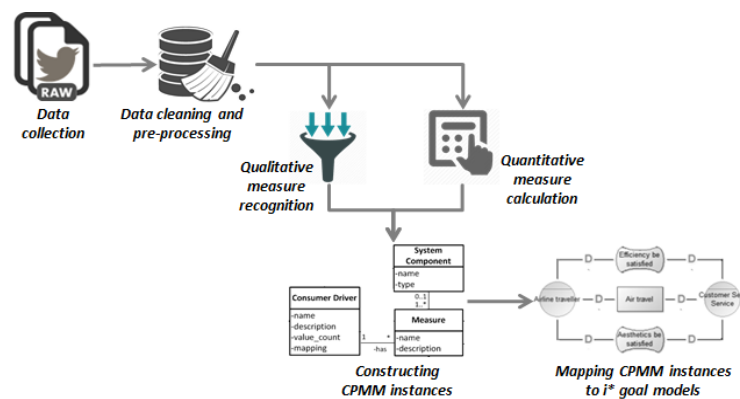 RAW
Data
collection
Data cleaning and
pre-processing
Qualitative
measure
recognition
Quantitative
measure
calculation
System
Component
-name
-type
0..1
1..*
Consumer Driver
-name
-description
-value_count
-mapping
1
*
-has
Measure
-name
-description
Constructing
CPMM instances
Efficiency be
satisfied
D
D
Airline traveller
D
Air travel
D
Customer Se
Service
D
D
Aesthetics be
satisfied
Mapping CPMM instances
to i* goal models